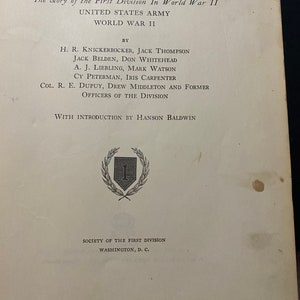 The Story of the First Division In World War II
UNITED STATES ARMY
WORLD WAR II
BY
H. R. Knickerbocker, Jack Thompson
Jack Belden, Don Whitehead
A. J. Liebling, Mark Watson
Cy Peterman, Iris Carpenter
Col. R. E. Dupuy, Drew Middleton and Former
Officers of the Division
With introduction by Hanson Baldwin
1
SOCIETY OF THE FIRST DIVISION
WASHINGTON, D. C.